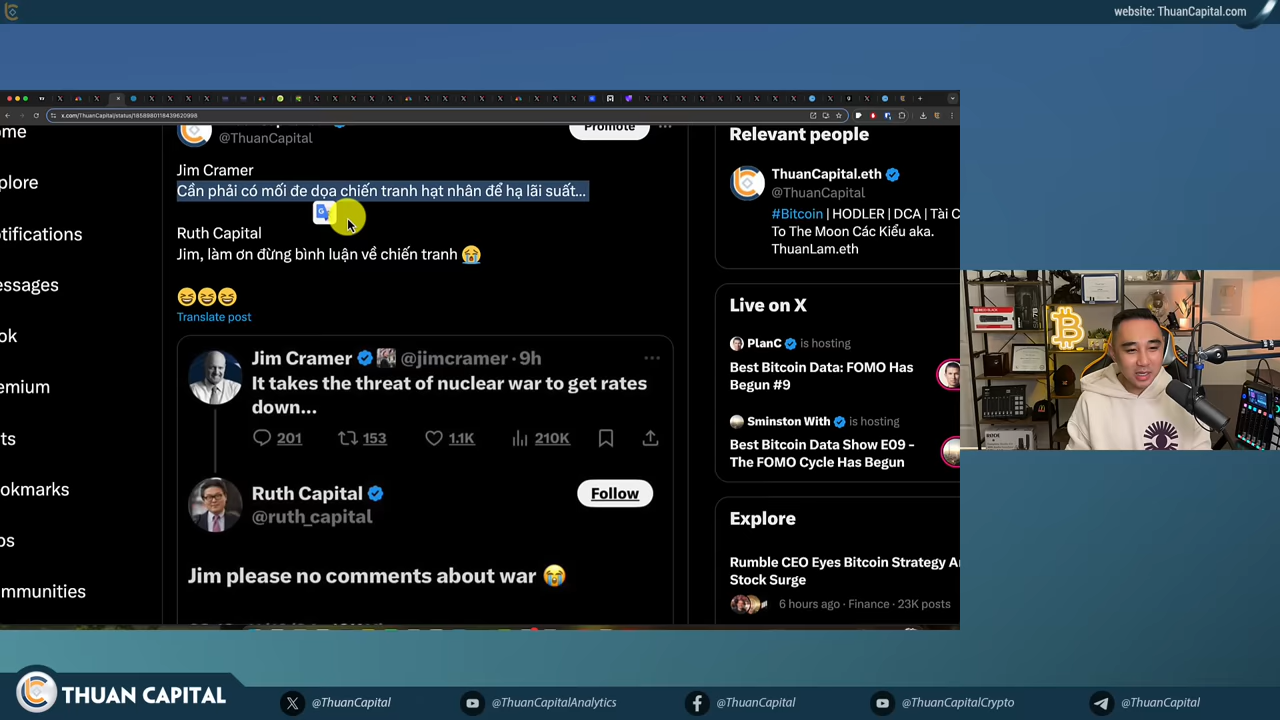 website: ThuanCapital.com
x.com/ThuanCapital/status/1858980118439620998
ome
plore
tifications
essages
ok
emium
ts
okmarks
os
mmunities
@ThuanCapital
Promote
Jim Cramer
Cần phải có mối đe dọa chiến tranh hạt nhân để hạ lãi suất...
Ruth Capital
Jim, làm ơn đừng bình luận về chiến tranh 😭
😆😆😆
Translate post
Jim Cramer @jimcramer · 9h
It takes the threat of nuclear war to get rates
down...
201 153 1.1K 210K
Ruth Capital
@ruth_capital
Follow
Jim please no comments about war 😭
Relevant people
ThuanCapital.eth
@ThuanCapital
#Bitcoin | HODLER | DCA | Tài C
To The Moon Các Kiểu aka.
ThuanLam.eth
Live on X
PlanC is hosting
Best Bitcoin Data: FOMO Has
Begun #9
Sminston With is hosting
Best Bitcoin Data Show E09 -
The FOMO Cycle Has Begun
Explore
Rumble CEO Eyes Bitcoin Strategy A
Stock Surge
6 hours ago · Finance · 23K posts
THUAN CAPITAL
@ThuanCapital
@ThuanCapitalAnalytics
@ThuanCapital
@ThuanCapitalCrypto
@ThuanCapital